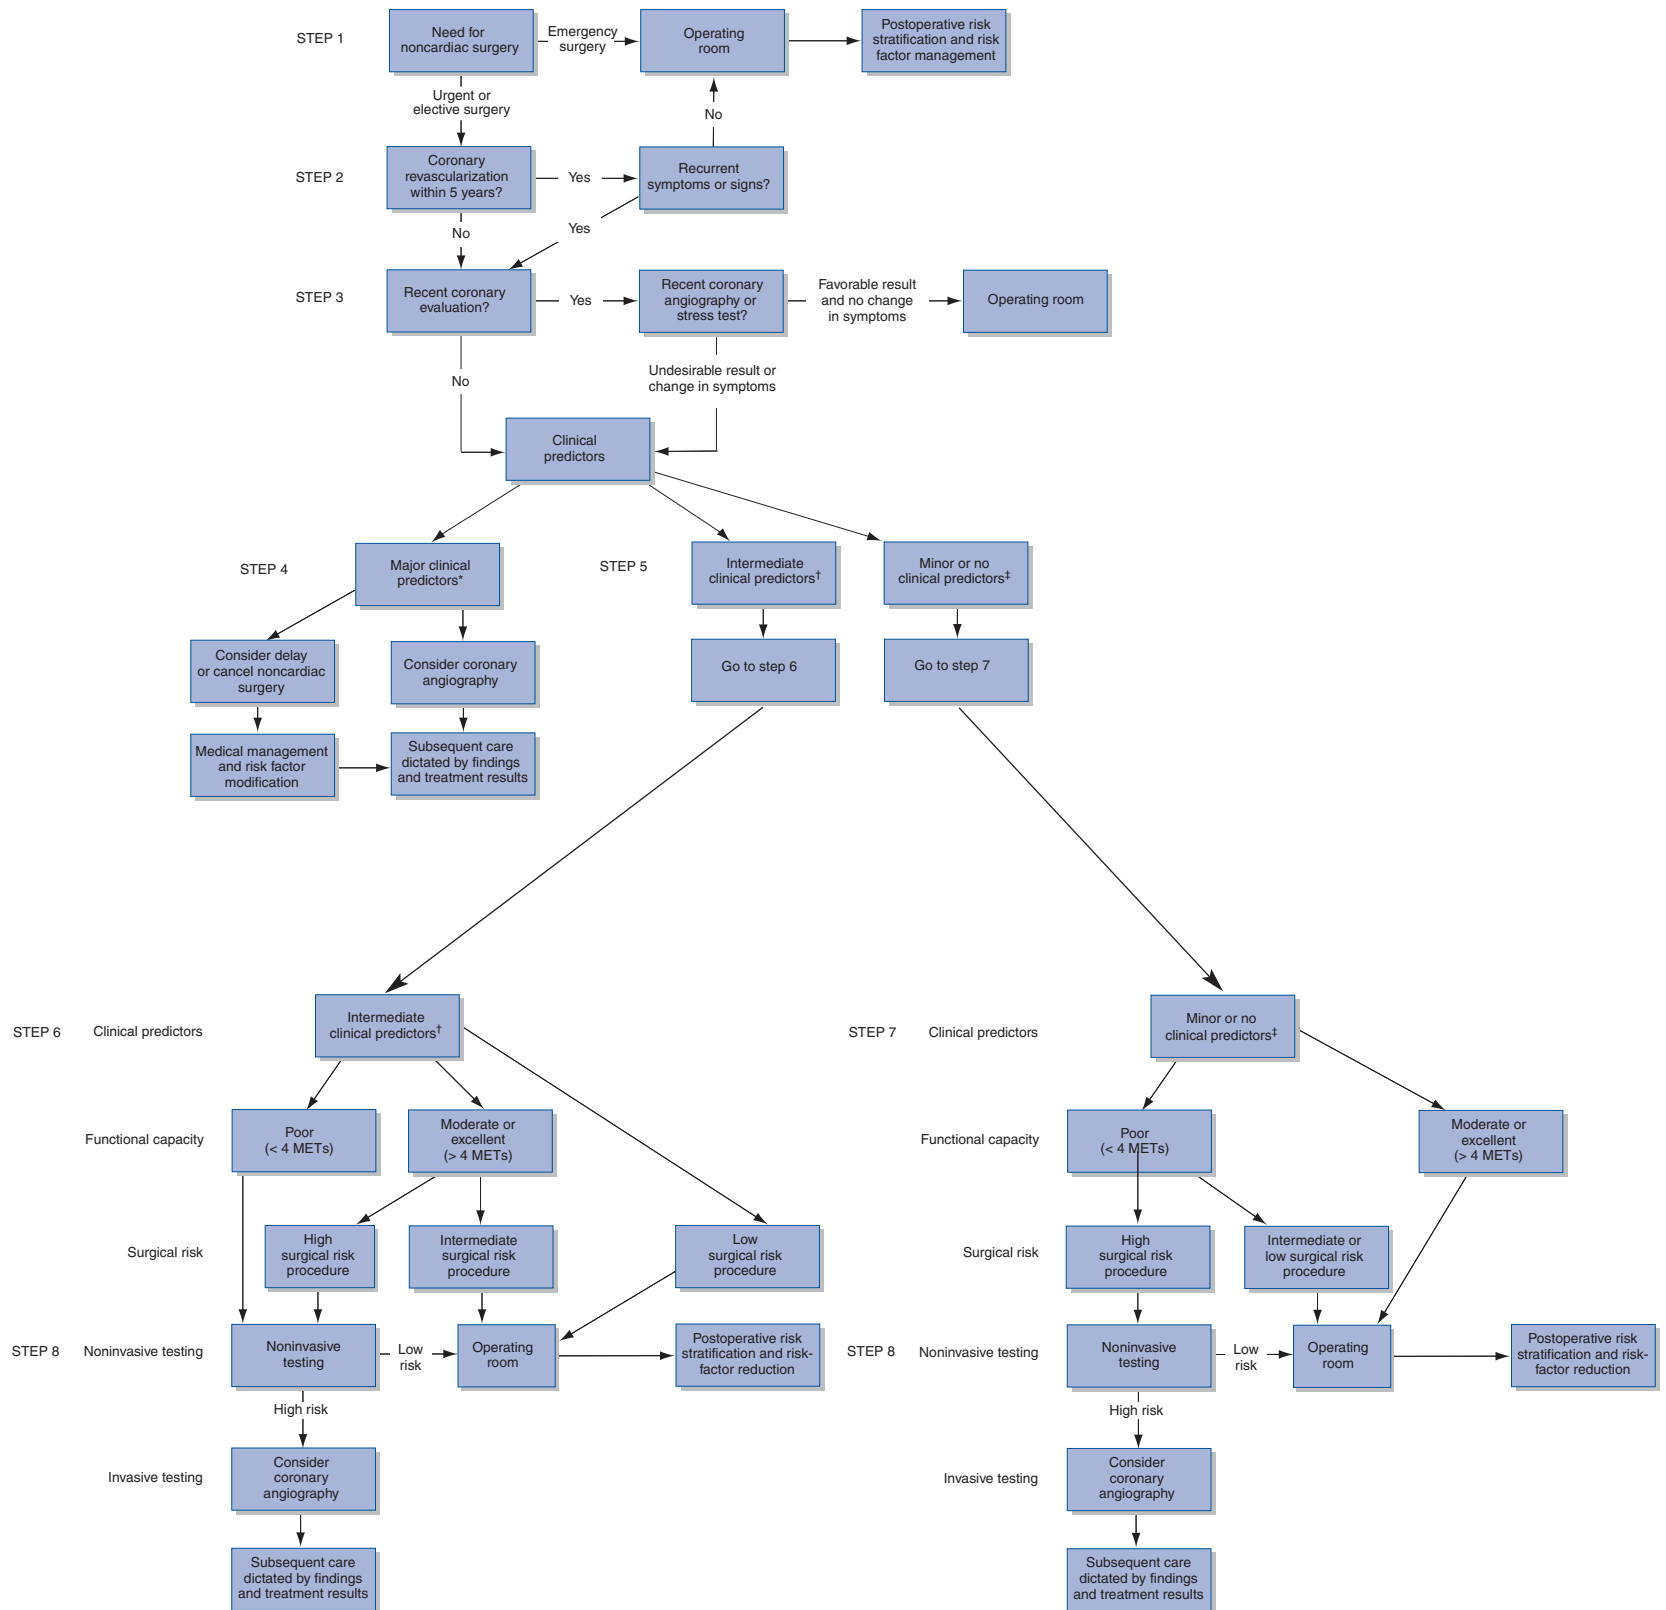 STEP 1
Need for
noncardiac surgery
Emergency
surgery
Operating
room
Postoperative risk
stratification and risk
factor management
Urgent or
elective surgery
No
STEP 2
Coronary
revascularization
within 5 years?
Yes
Recurrent
symptoms or signs?
No
Yes
STEP 3
Recent coronary
evaluation?
Yes
Recent coronary
angiography or
stress test?
Favorable result
and no change
in symptoms
Operating room
No
Undesirable result or
change in symptoms
Clinical
predictors
STEP 4
Major clinical
predictors*
STEP 5
Intermediate
clinical predictors†
Minor or no
clinical predictors‡
Consider delay
or cancel noncardiac
surgery
Consider coronary
angiography
Go to step 6
Go to step 7
Medical management
and risk factor
modification
Subsequent care
dictated by findings
and treatment results
STEP 6
Clinical predictors
Intermediate
clinical predictors†
Functional capacity
Poor
(< 4 METs)
Moderate or
excellent
(> 4 METs)
Surgical risk
High
surgical risk
procedure
Intermediate
surgical risk
procedure
Low
surgical risk
procedure
STEP 8
Noninvasive testing
Noninvasive
testing
Low
risk
Operating
room
Postoperative risk
stratification and risk-
factor reduction
High risk
Invasive testing
Consider
coronary
angiography
Subsequent care
dictated by findings
and treatment results
STEP 7
Clinical predictors
Minor or no
clinical predictors‡
Functional capacity
Poor
(< 4 METs)
Moderate or
excellent
(> 4 METs)
Surgical risk
High
surgical risk
procedure
Intermediate or
low surgical risk
procedure
STEP 8
Noninvasive testing
Noninvasive
testing
Low
risk
Operating
room
Postoperative risk
stratification and risk-
factor reduction
High risk
Invasive testing
Consider
coronary
angiography
Subsequent care
dictated by findings
and treatment results